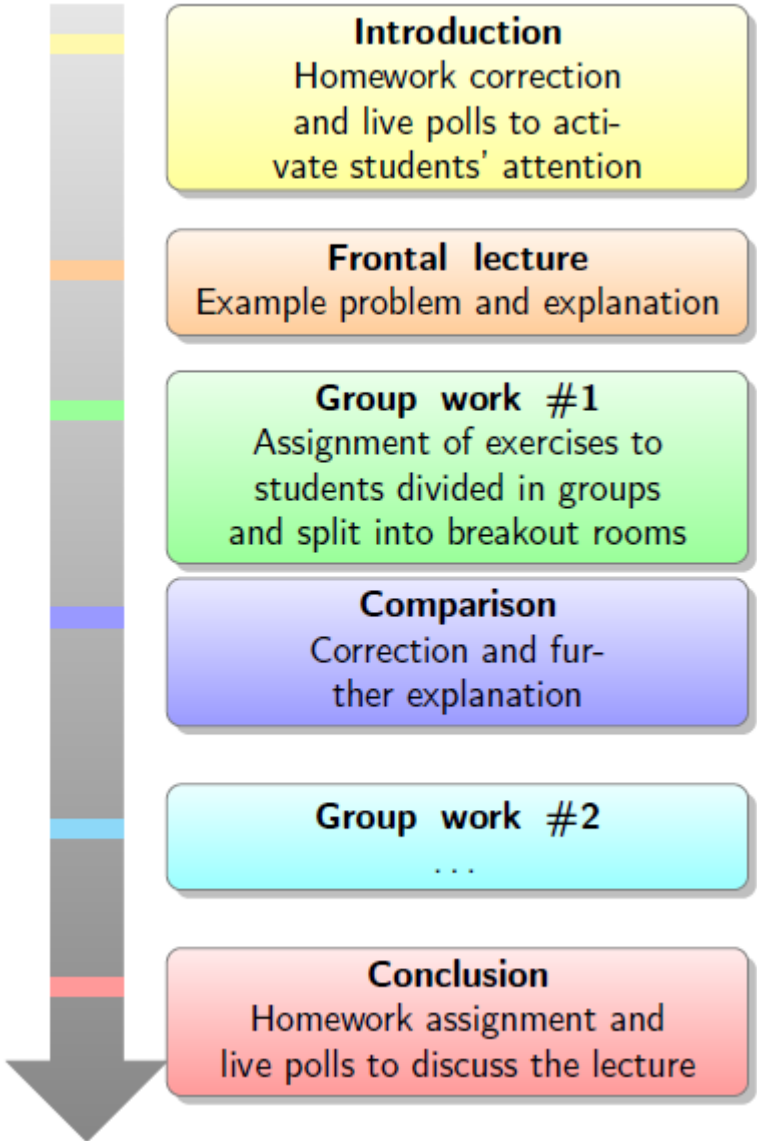 Introduction
Homework correction
and live polls to acti-
vate students' attention
Frontal lecture
Example problem and explanation
Group work #1
Assignment of exercises to
students divided in groups
and split into breakout rooms
Comparison
Correction and fur-
ther explanation
Group work #2
...
Conclusion
Homework assignment and
live polls to discuss the lecture